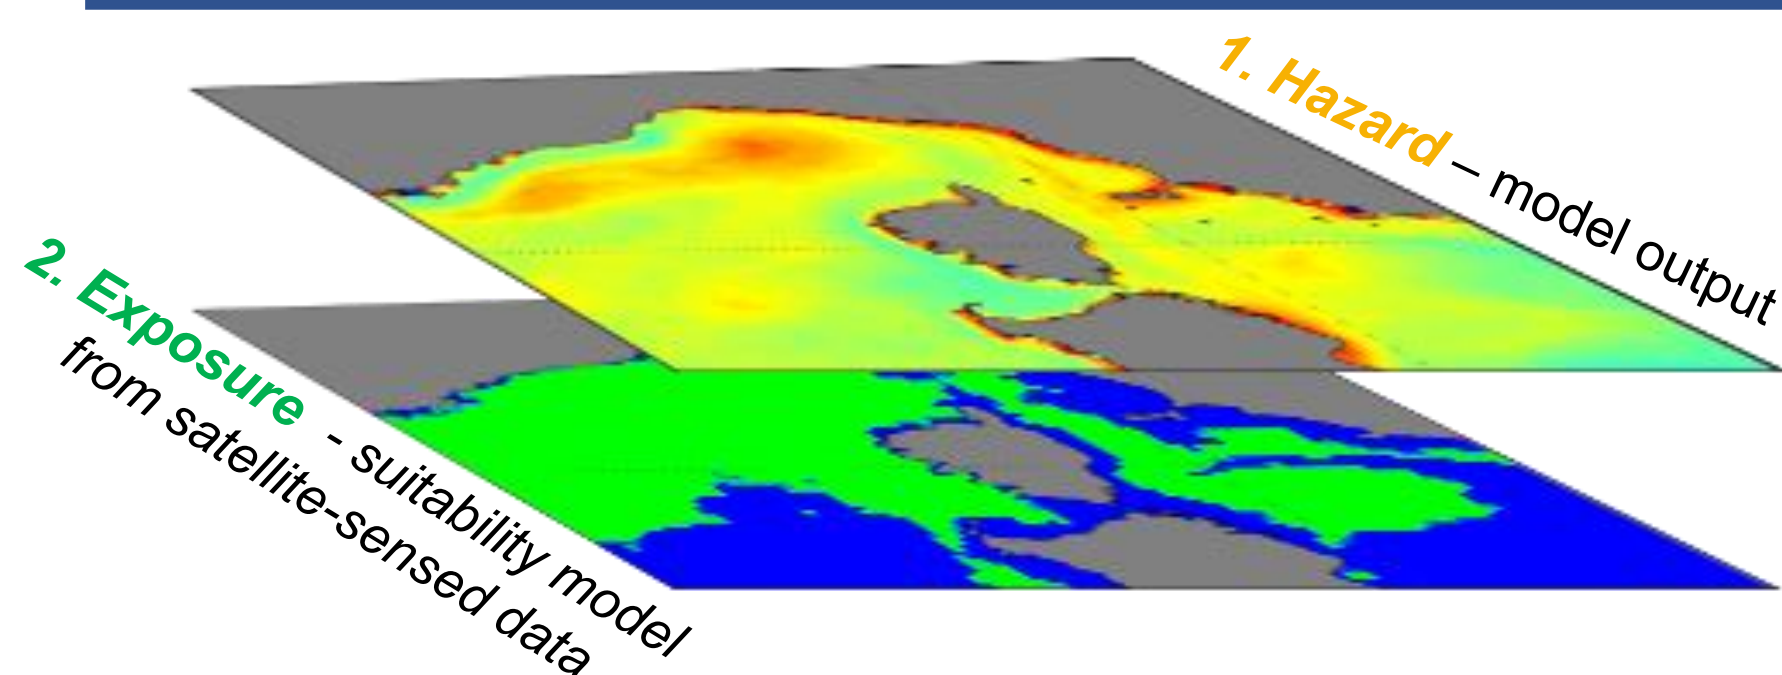 1. Hazard – model output
2. Exposure - suitability model
from satellite-sensed data